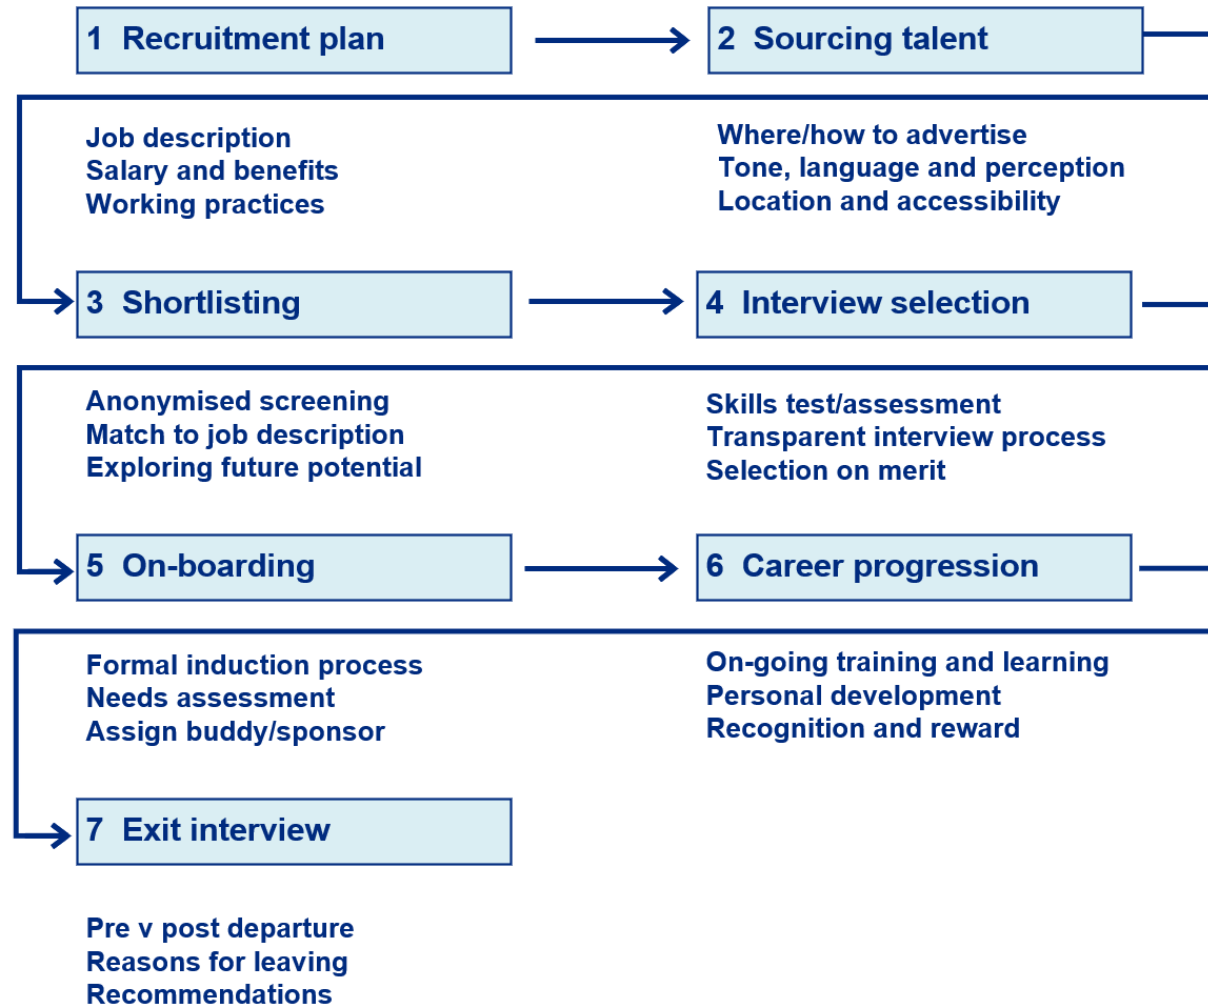 1 Recruitment plan
2 Sourcing talent
Job description
Salary and benefits
Working practices
Where/how to advertise
Tone, language and perception
Location and accessibility
3 Shortlisting
4 Interview selection
Anonymised screening
Match to job description
Exploring future potential
Skills test/assessment
Transparent interview process
Selection on merit
5 On-boarding
6 Career progression
Formal induction process
Needs assessment
Assign buddy/sponsor
On-going training and learning
Personal development
Recognition and reward
7 Exit interview
Pre v post departure
Reasons for leaving
Recommendations